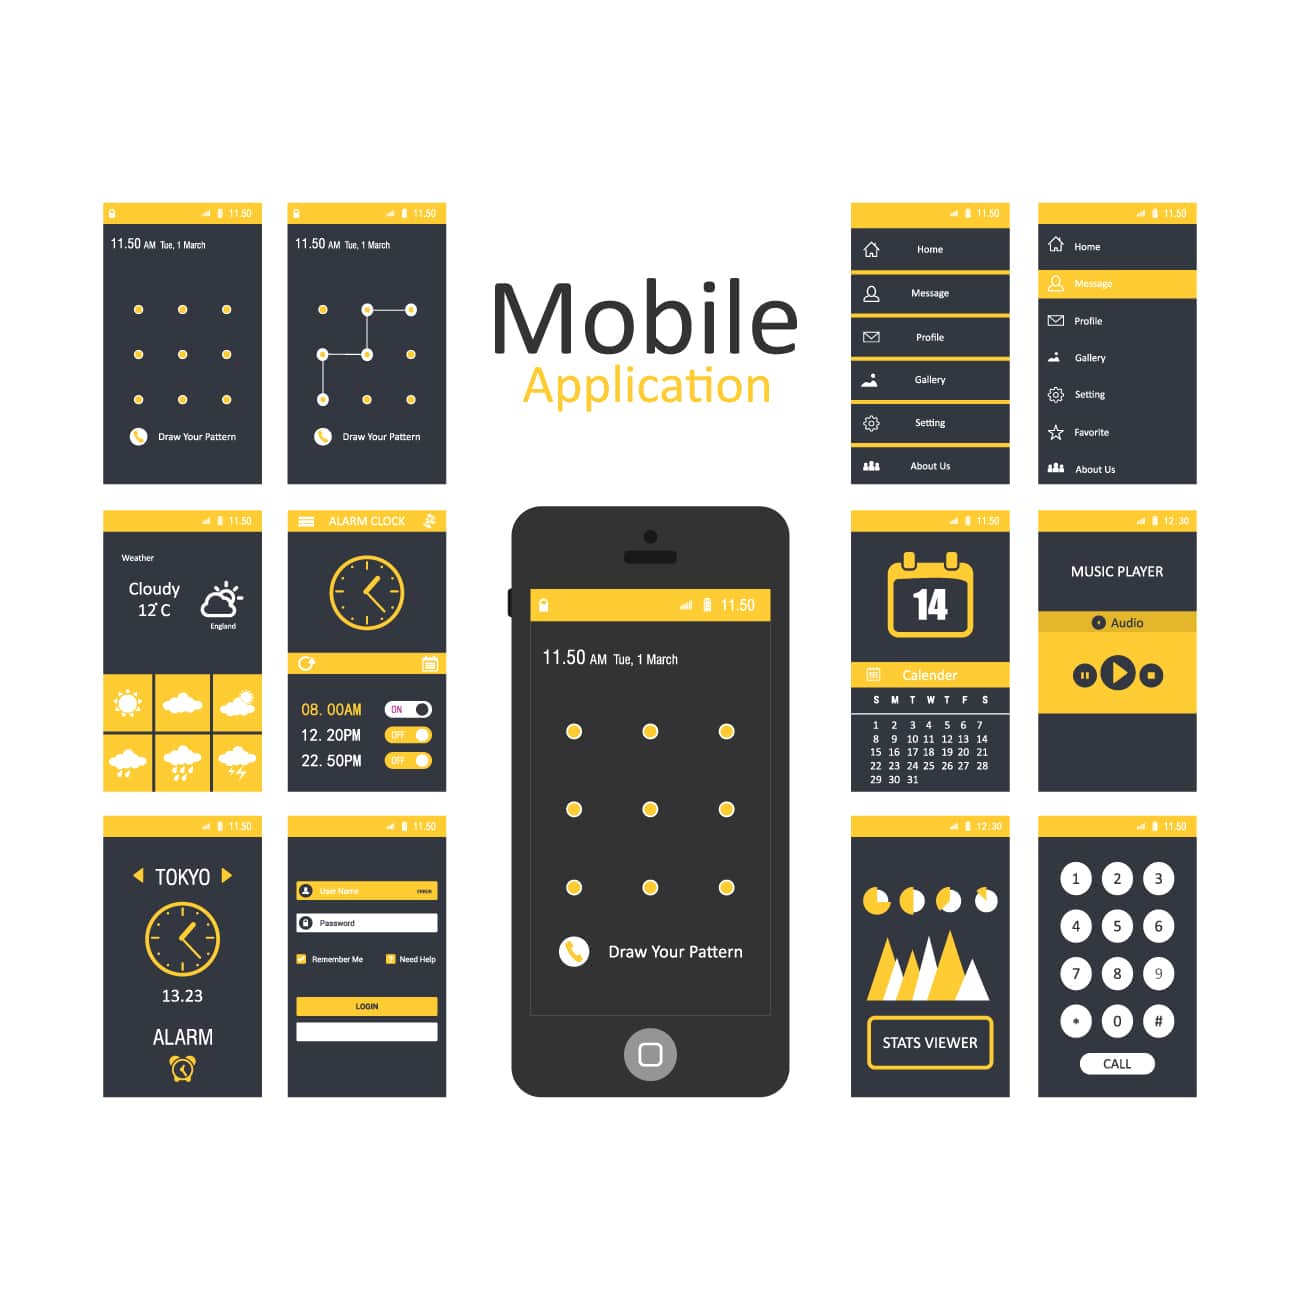 11.50
11.50 AM Tue, 1 March
Draw Your Pattern
11.50
11.50 AM Tue, 1 March
Draw Your Pattern
Mobile
Application
11.50
Home
Message
Profile
Gallery
Setting
About Us
11.50
Home
Message
Profile
Gallery
Setting
Favorite
About Us
11.50
Weather
Cloudy
12°C
England
ALARM CLOCK
08. 00AM ON
12. 20PM OFF
22. 50PM OFF
11.50
11.50 AM Tue, 1 March
Draw Your Pattern
11.50
14
Calender
S M T W T F S
1 2 3 4 5 6 7
8 9 10 11 12 13 14
15 16 17 18 19 20 21
22 23 24 25 26 27 28
29 30 31
12:30
MUSIC PLAYER
Audio
11.50
TOKYO
13.23
ALARM
11.50
User Name ERROR
Password
Remember Me ? Need Help
LOGIN
12:30
STATS VIEWER
11.50
1 2 3
4 5 6
7 8 9
* 0 #
CALL